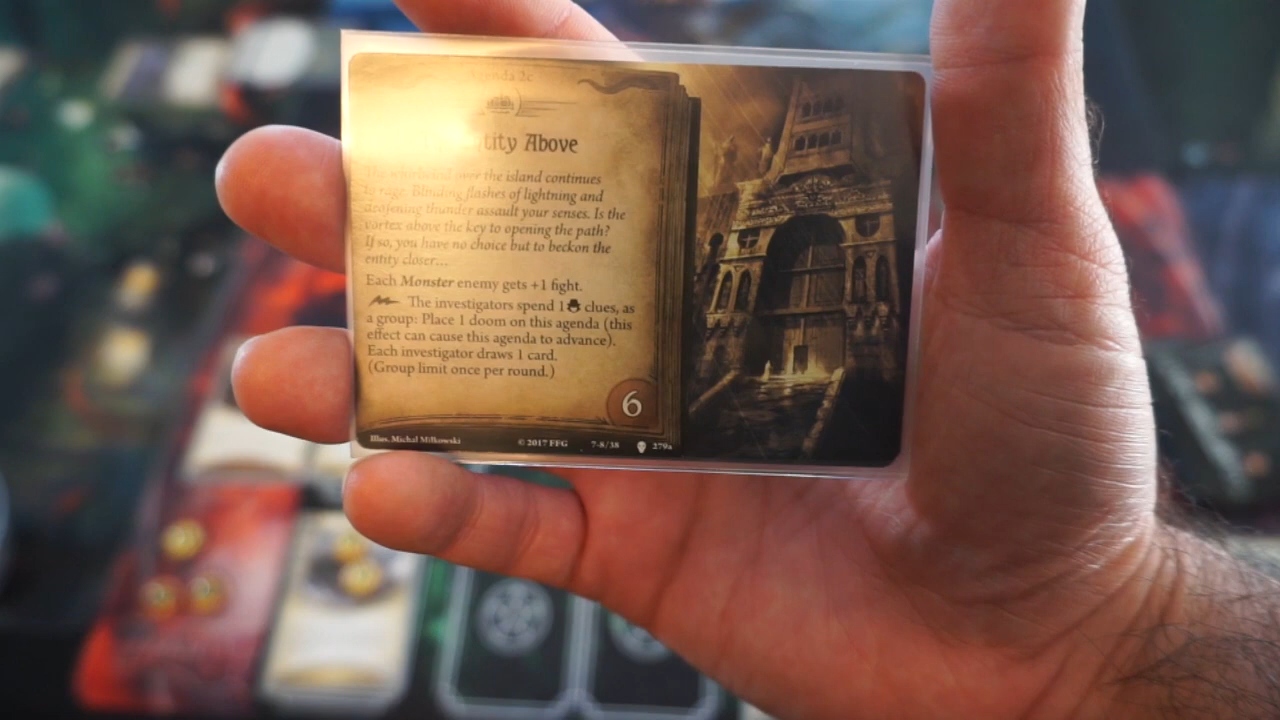 nda 2c
tity Above
The whirlwind over the island continues
to rage. Blinding flashes of lightning and
deafening thunder assault your senses. Is the
vortex above the key to opening the path?
If so, you have no choice but to beckon the
entity closer…
Each Monster enemy gets +1 fight.
The investigators spend 1 clues, as
a group: Place 1 doom on this agenda (this
effect can cause this agenda to advance).
Each investigator draws 1 card.
(Group limit once per round.)
6
Illus. Michal Miłkowski © 2017 FFG 7-8/38 279a